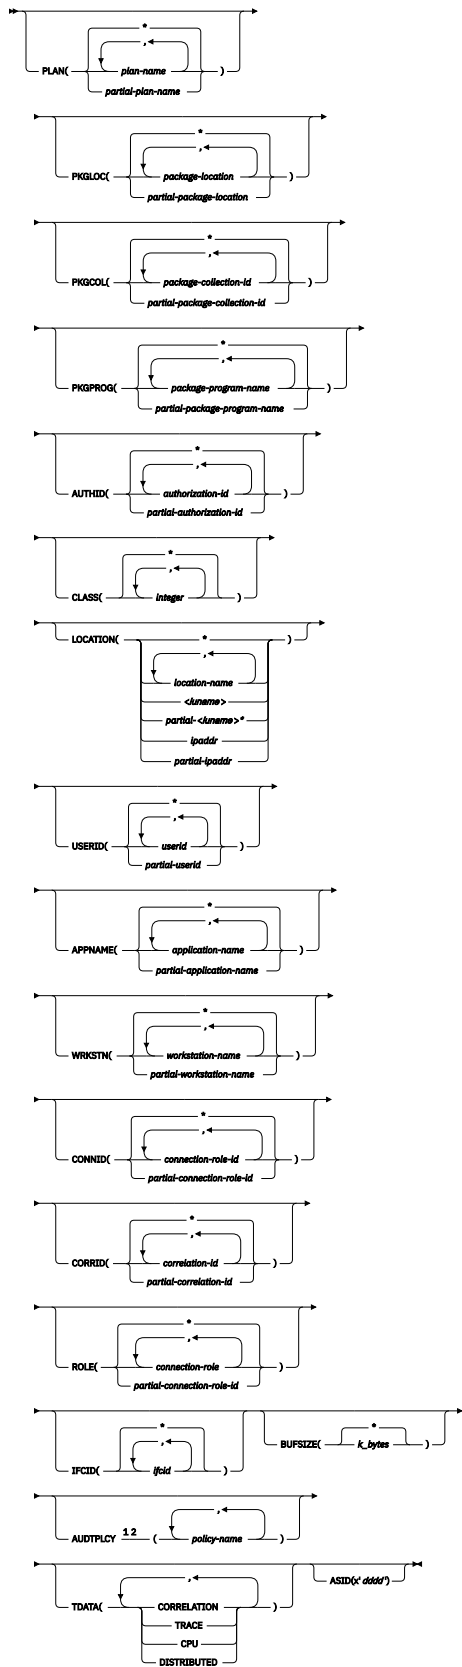 *
,
PLAN( plan-name )
partial-plan-name
*
,
PKGLOC( package-location )
partial-package-location
*
,
PKGCOL( package-collection-id )
partial-package-collection-id
*
,
PKGPROG( package-program-name )
partial-package-program-name
*
,
AUTHID( authorization-id )
partial-authorization-id
*
,
CLASS( integer )
LOCATION( * )
,
location-name
<luname>
partial-<luname>*
ipaddr
partial-ipaddr
*
,
USERID( userid )
partial-userid
*
,
APPNAME( application-name )
partial-application-name
*
,
WRKSTN( workstation-name )
partial-workstation-name
*
,
CONNID( connection-role-id )
partial-connection-role-id
*
,
CORRID( correlation-id )
partial-correlation-id
*
,
ROLE( connection-role )
partial-connection-role-id
*
,
IFCID( ifcid )
*
BUFSIZE( k_bytes )
,
AUDTPLCY 1 2 ( policy-name )
,
TDATA( CORRELATION )
TRACE
CPU
DISTRIBUTED
ASID(x'dddd')